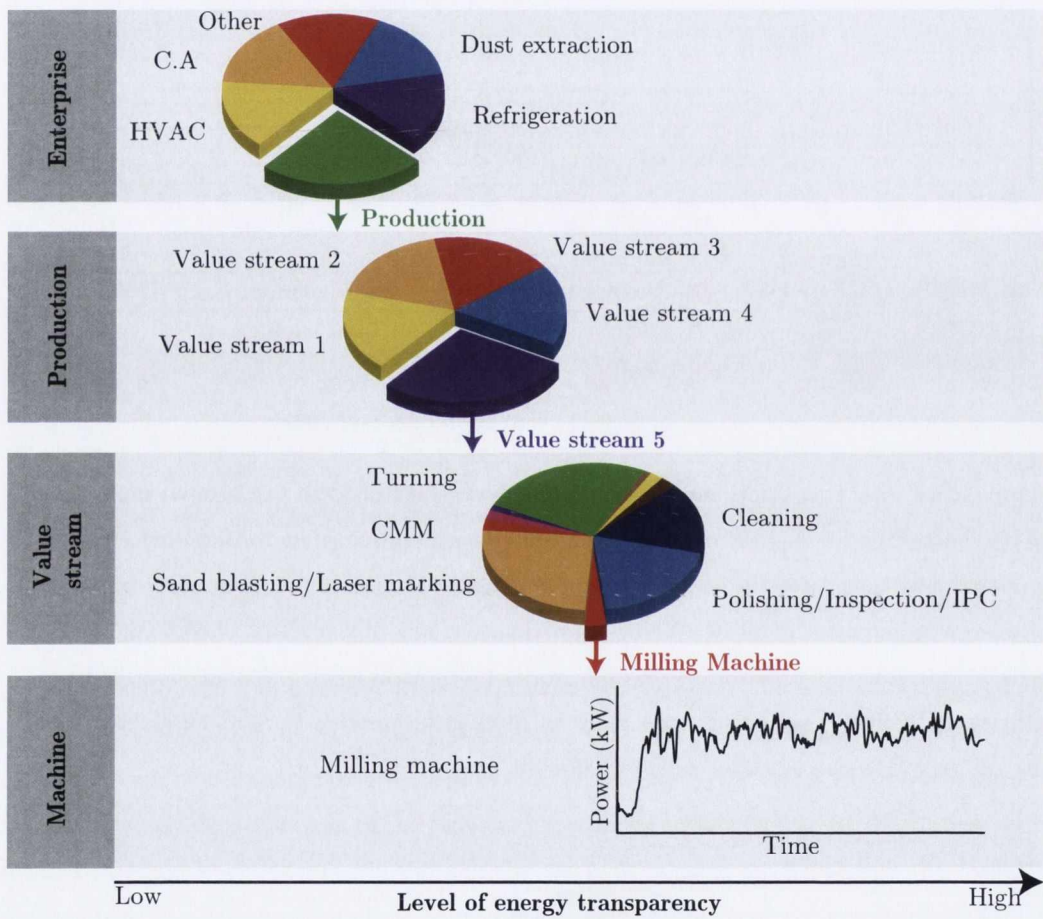 Enterprise
Other
C.A
HVAC
Dust extraction
Refrigeration
Production
Production
Value stream 2
Value stream 3
Value stream 1
Value stream 4
Value stream 5
Value
stream
Turning
CMM
Sand blasting/Laser marking
Cleaning
Polishing/Inspection/IPC
Milling Machine
Machine
Milling machine
Power (kW)
Time
Low
Level of energy transparency
High